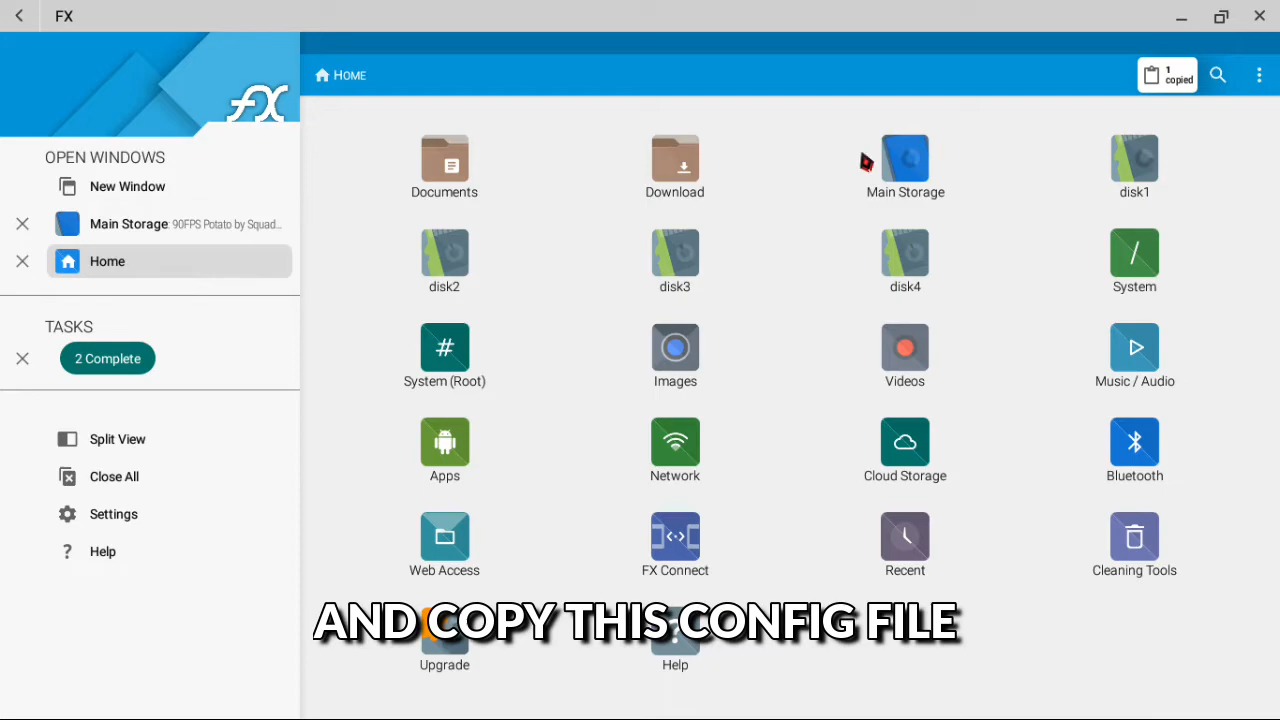 FX
FX
OPEN WINDOWS
New Window
Main Storage: 90FPS Potato by Squad...
Home
TASKS
2 Complete
Split View
Close All
Settings
? Help
HOME
1
copied
Documents
Download
Main Storage
disk1
disk2
disk3
disk4
/
System
#
System (Root)
Images
Videos
Music / Audio
Apps
Network
Cloud Storage
Bluetooth
Web Access
FX Connect
Recent
Cleaning Tools
AND COPY THIS CONFIG FILE
Upgrade
Help